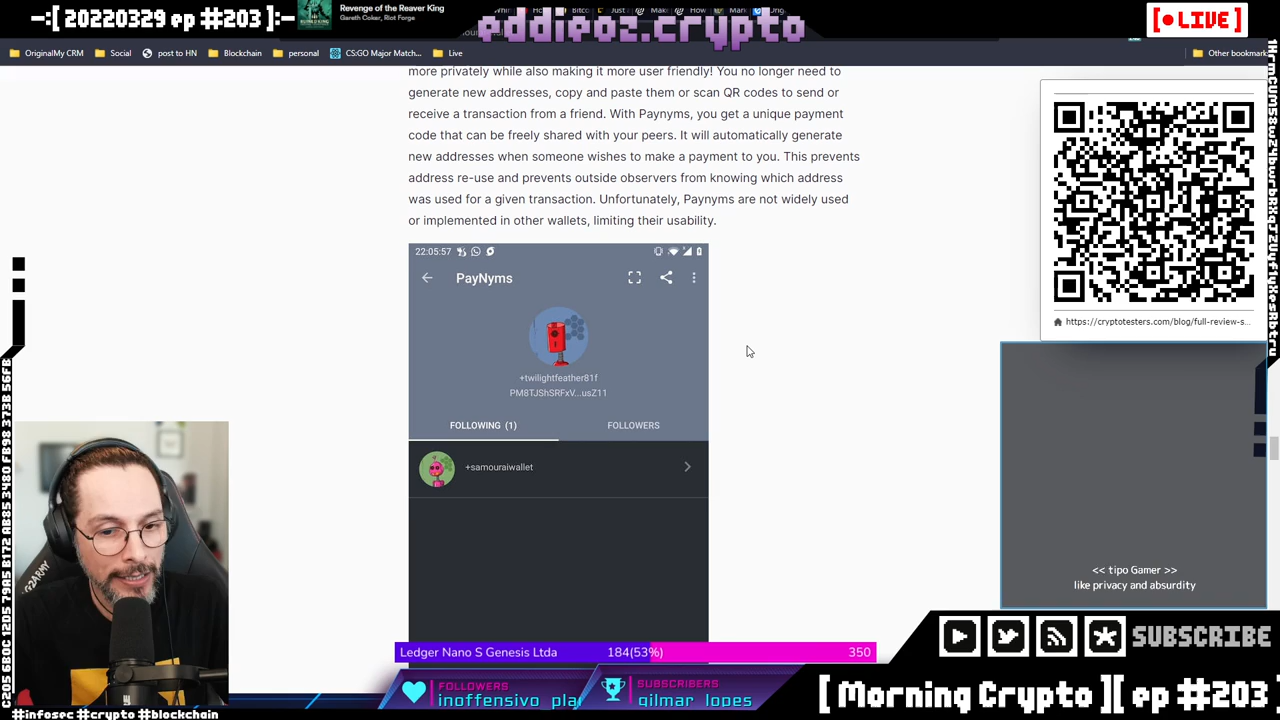 -:[ 20220329 ep #203 ]:-
Revenge of the Reaver King
Gareth Coker, Riot Forge
eddieoz.crypto
[● LIVE]
OriginalMy CRM
Social
post to HN
Blockchain
personal
CS:GO Major Match...
Live
Other bookmark
more privately while also making it more user friendly! You no longer need to
generate new addresses, copy and paste them or scan QR codes to send or
receive a transaction from a friend. With Paynyms, you get a unique payment
code that can be freely shared with your peers. It will automatically generate
new addresses when someone wishes to make a payment to you. This prevents
address re-use and prevents outside observers from knowing which address
was used for a given transaction. Unfortunately, Paynyms are not widely used
or implemented in other wallets, limiting their usability.
https://cryptotesters.com/blog/full-review-s...
22:05:57
PayNyms
+twilightfeather81f
PM8TJShSRFxV...usZ11
FOLLOWING (1)
FOLLOWERS
+samouraiwallet
G2ARMY
<< tipo Gamer >>
like privacy and absurdity
Ledger Nano S Genesis Ltda
184(53%)
350
SUBSCRIBE
FOLLOWERS
inoffensivo_pla
SUBSCRIBERS
gilmar_lopes
[ Morning Crypto ][ ep #203 ]
#infosec #crypto #blockchain